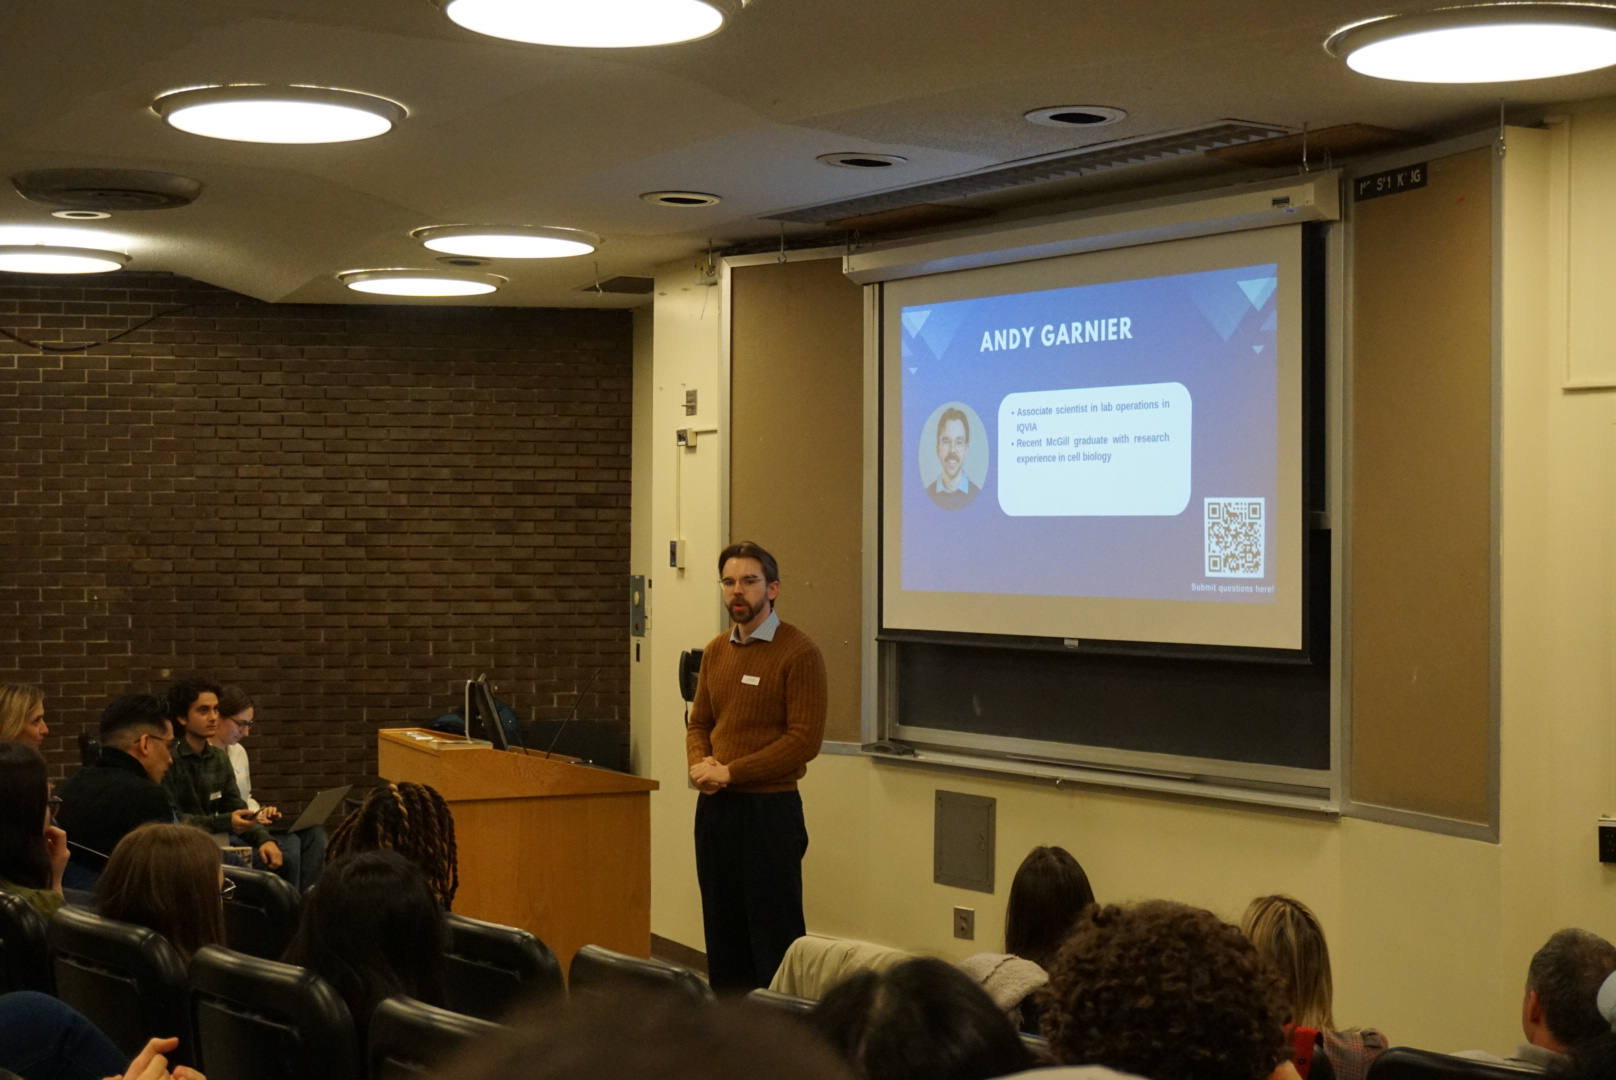 ANDY GARNIER
• Associate scientist in lab operations in
IQVIA
• Recent McGill graduate with research
experience in cell biology
Submit questions here!